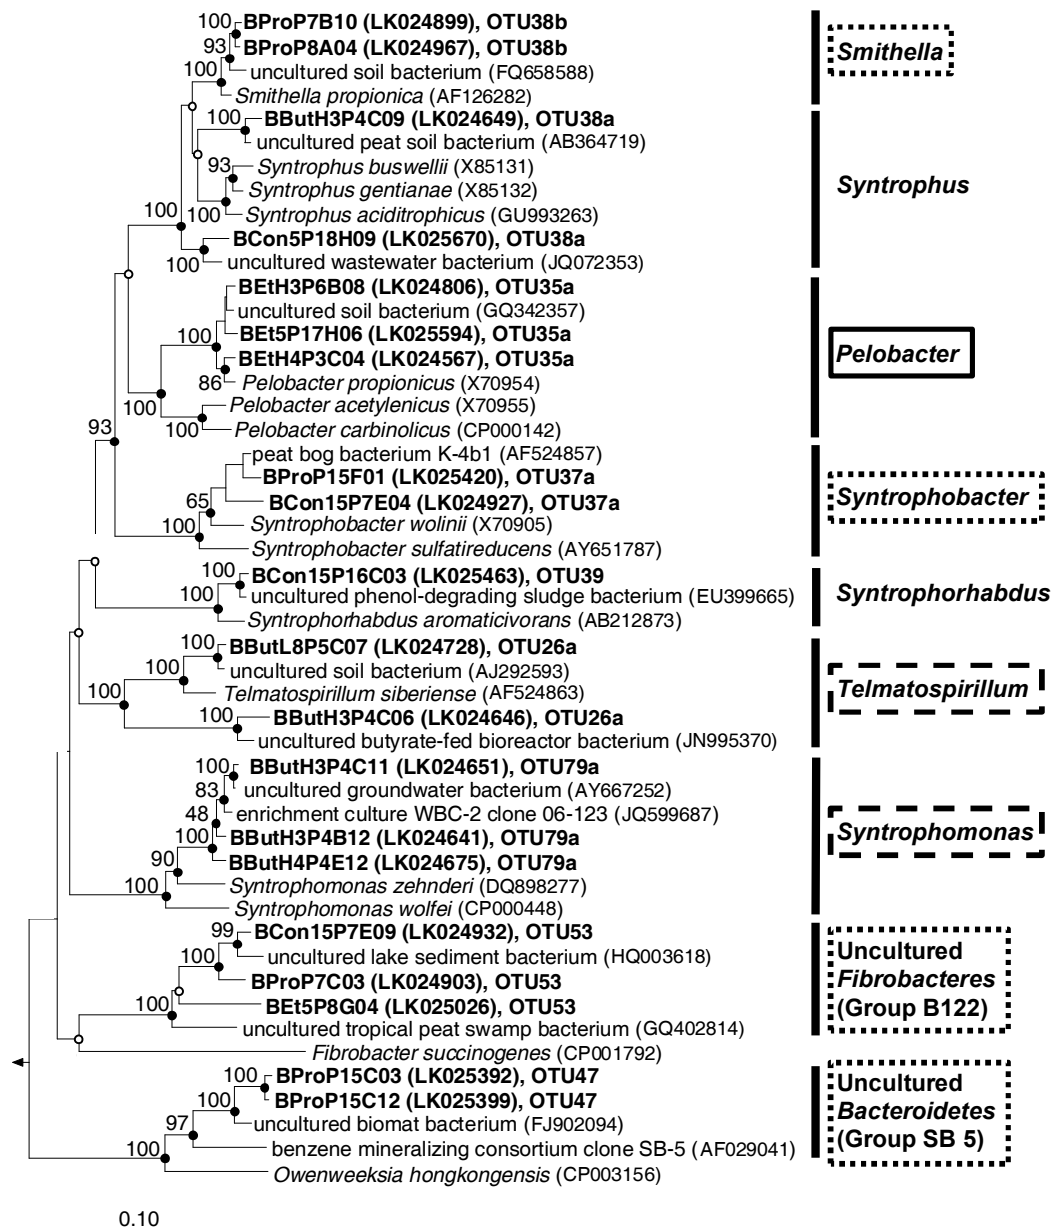 100 BProP7B10 (LK024899), OTU38b
93 BProP8A04 (LK024967), OTU38b
uncultured soil bacterium (FQ658588)
100 Smithella propionica (AF126282)
Smithella
100 BButH3P4C09 (LK024649), OTU38a
uncultured peat soil bacterium (AB364719)
93 Syntrophus buswellii (X85131)
Syntrophus gentianae (X85132)
Syntrophus
100 100 Syntrophus aciditrophicus (GU993263)
BCon5P18H09 (LK025670), OTU38a
100 uncultured wastewater bacterium (JQ072353)
BEtH3P6B08 (LK024806), OTU35a
uncultured soil bacterium (GQ342357)
100 BEt5P17H06 (LK025594), OTU35a
BEtH4P3C04 (LK024567), OTU35a
Pelobacter
86 Pelobacter propionicus (X70954)
100 Pelobacter acetylenicus (X70955)
93 100 Pelobacter carbinolicus (CP000142)
peat bog bacterium K-4b1 (AF524857)
BProP15F01 (LK025420), OTU37a
65 BCon15P7E04 (LK024927), OTU37a
Syntrophobacter
100 Syntrophobacter wolinii (X70905)
Syntrophobacter sulfatireducens (AY651787)
100 BCon15P16C03 (LK025463), OTU39
100 uncultured phenol-degrading sludge bacterium (EU399665)
Syntrophorhabdus
Syntrophorhabdus aromaticivorans (AB212873)
100 BButL8P5C07 (LK024728), OTU26a
100 uncultured soil bacterium (AJ292593)
100 Telmatospirillum siberiense (AF524863)
Telmatospirillum
100 BButH3P4C06 (LK024646), OTU26a
uncultured butyrate-fed bioreactor bacterium (JN995370)
100 BButH3P4C11 (LK024651), OTU79a
83 uncultured groundwater bacterium (AY667252)
48 enrichment culture WBC-2 clone 06-123 (JQ599687)
100 BButH3P4B12 (LK024641), OTU79a
Syntrophomonas
90 BButH4P4E12 (LK024675), OTU79a
100 Syntrophomonas zehnderi (DQ898277)
Syntrophomonas wolfei (CP000448)
99 BCon15P7E09 (LK024932), OTU53
100 uncultured lake sediment bacterium (HQ003618)
BProP7C03 (LK024903), OTU53
100 BEt5P8G04 (LK025026), OTU53
uncultured tropical peat swamp bacterium (GQ402814)
Uncultured
Fibrobacteres
(Group B122)
Fibrobacter succinogenes (CP001792)
100 BProP15C03 (LK025392), OTU47
100 BProP15C12 (LK025399), OTU47
97 uncultured biomat bacterium (FJ902094)
100 benzene mineralizing consortium clone SB-5 (AF029041)
Uncultured
Bacteroidetes
(Group SB 5)
Owenweeksia hongkongensis (CP003156)
0.10